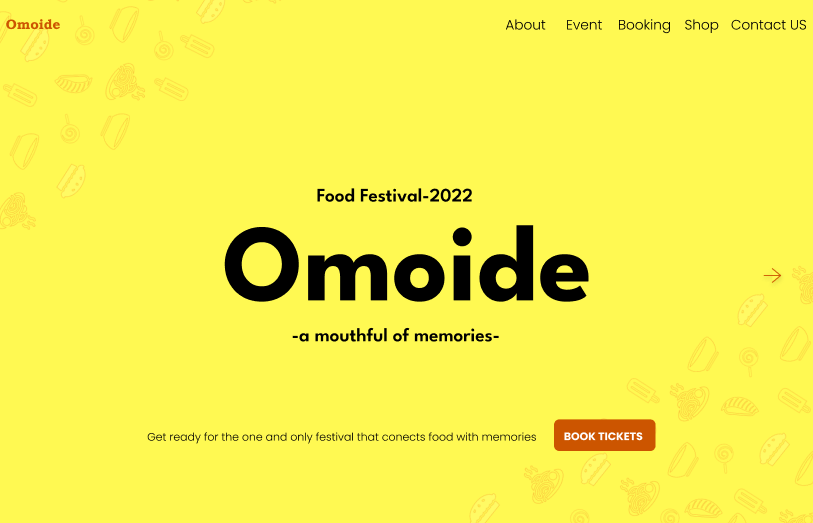 Omoide
About Event Booking Shop Contact US
Food Festival-2022
Omoide
-a mouthful of memories-
Get ready for the one and only festival that conects food with memories
BOOK TICKETS